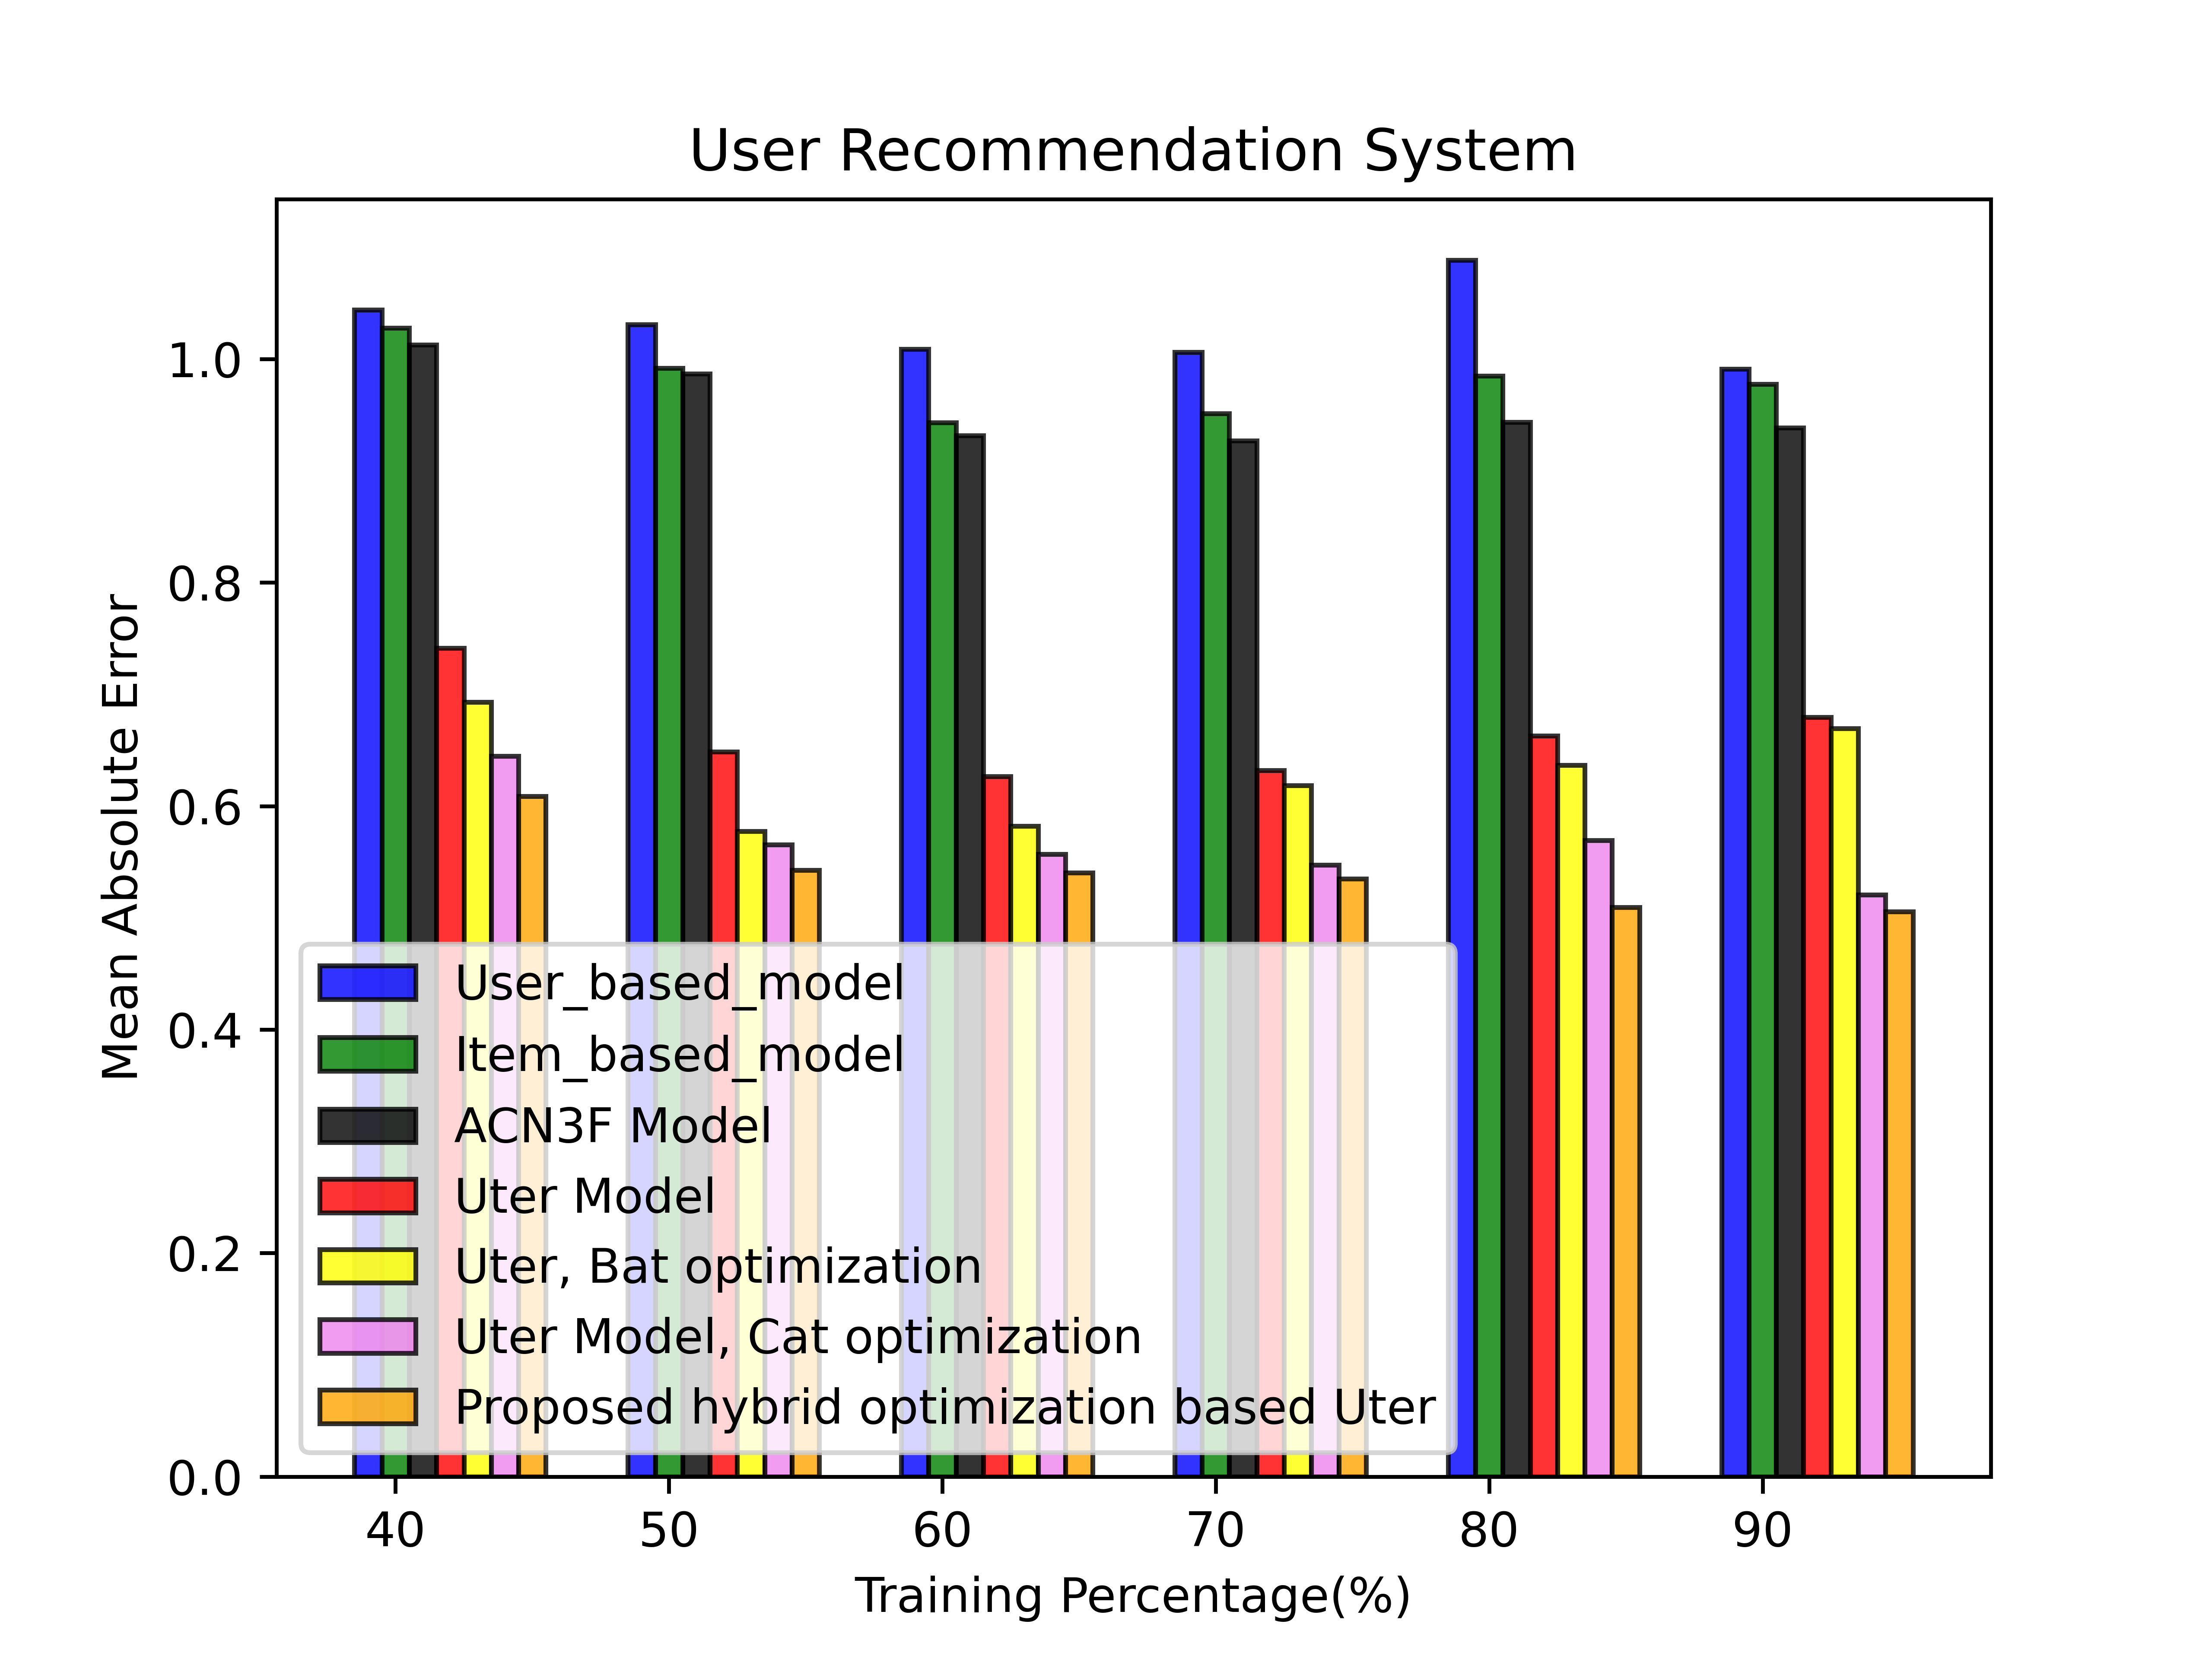 User Recommendation System
Mean Absolute Error
1.0
0.8
0.6
0.4
0.2
0.0
User_based_model
Item_based_model
ACN3F Model
Uter Model
Uter, Bat optimization
Uter Model, Cat optimization
Proposed hybrid optimization based Uter
40 50 60 70 80 90
Training Percentage(%)